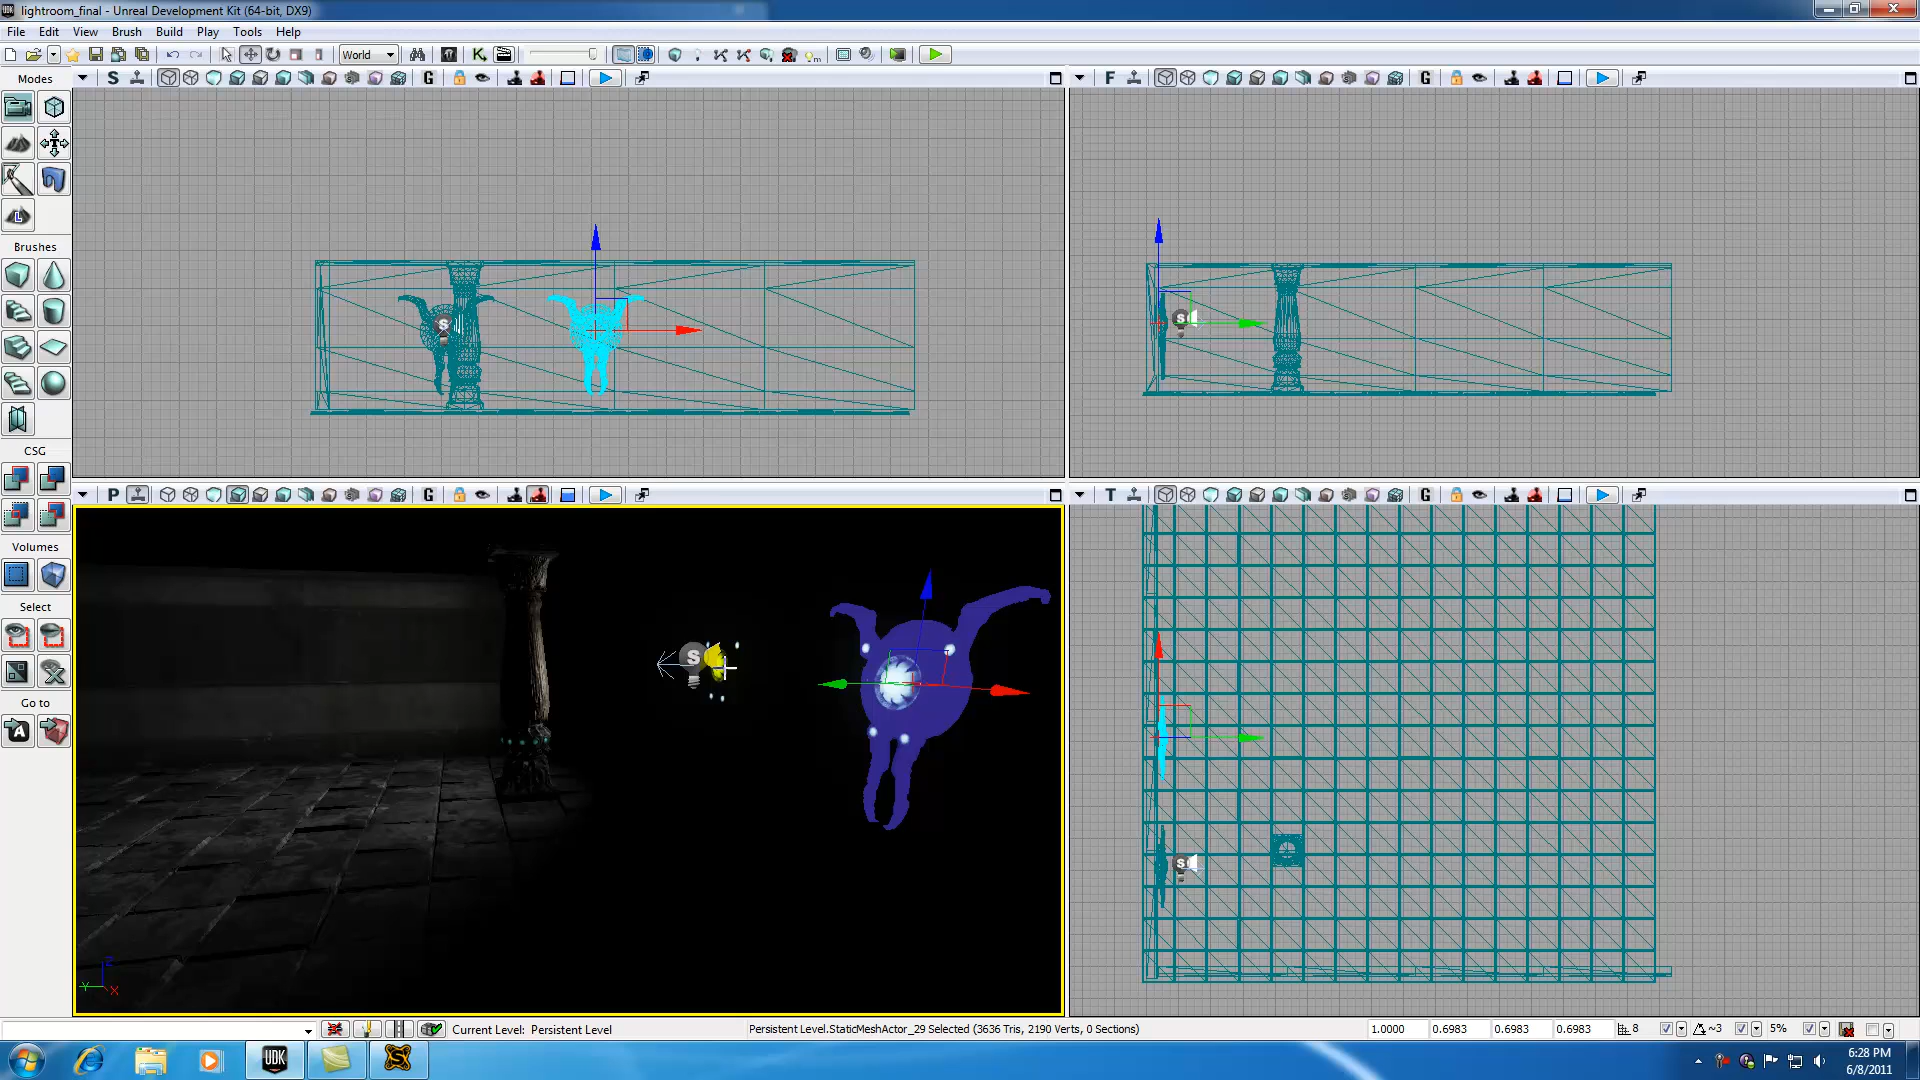 lightroom_final - Unreal Development Kit (64-bit, DX9)
File Edit View Brush Build Play Tools Help
World
Modes
S G
F G
Brushes
CSG
P G
T G
Volumes
Select
Go to
Current Level: Persistent Level
Persistent Level.StaticMeshActor_29 Selected (3636 Tris, 2190 Verts, 0 Sections)
1.0000 0.6983 0.6983 0.6983 8 ~3 5%
UDK
6:28 PM
6/8/2011